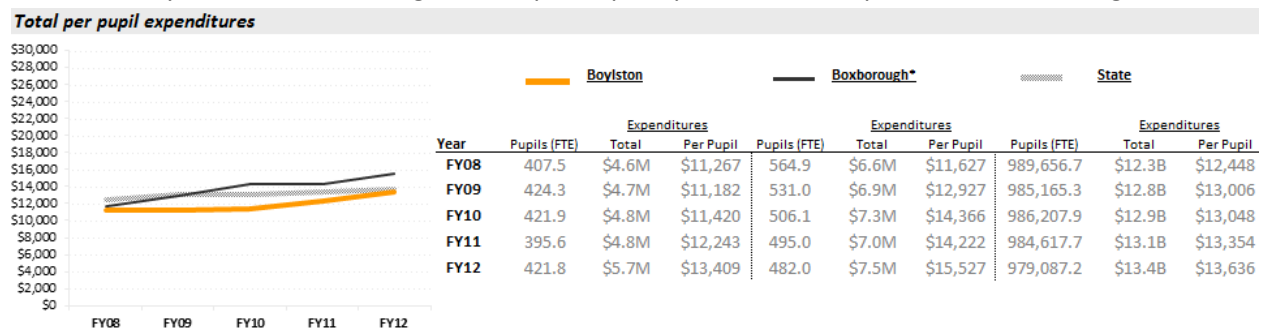 Total per pupil expenditures
$30,000
$28,000
$26,000
$24,000
$22,000
$20,000
$18,000
$16,000
$14,000
$12,000
$10,000
$8,000
$6,000
$4,000
$2,000
$0
FY08 FY09 FY10 FY11 FY12
Boylston Boxborough* State
Expenditures Expenditures Expenditures
Year Pupils (FTE) Total Per Pupil Pupils (FTE) Total Per Pupil Pupils (FTE) Total Per Pupil
FY08 407.5 $4.6M $11,267 564.9 $6.6M $11,627 989,656.7 $12.3B $12,448
FY09 424.3 $4.7M $11,182 531.0 $6.9M $12,927 985,165.3 $12.8B $13,006
FY10 421.9 $4.8M $11,420 506.1 $7.3M $14,366 986,207.9 $12.9B $13,048
FY11 395.6 $4.8M $12,243 495.0 $7.0M $14,222 984,617.7 $13.1B $13,354
FY12 421.8 $5.7M $13,409 482.0 $7.5M $15,527 979,087.2 $13.4B $13,636